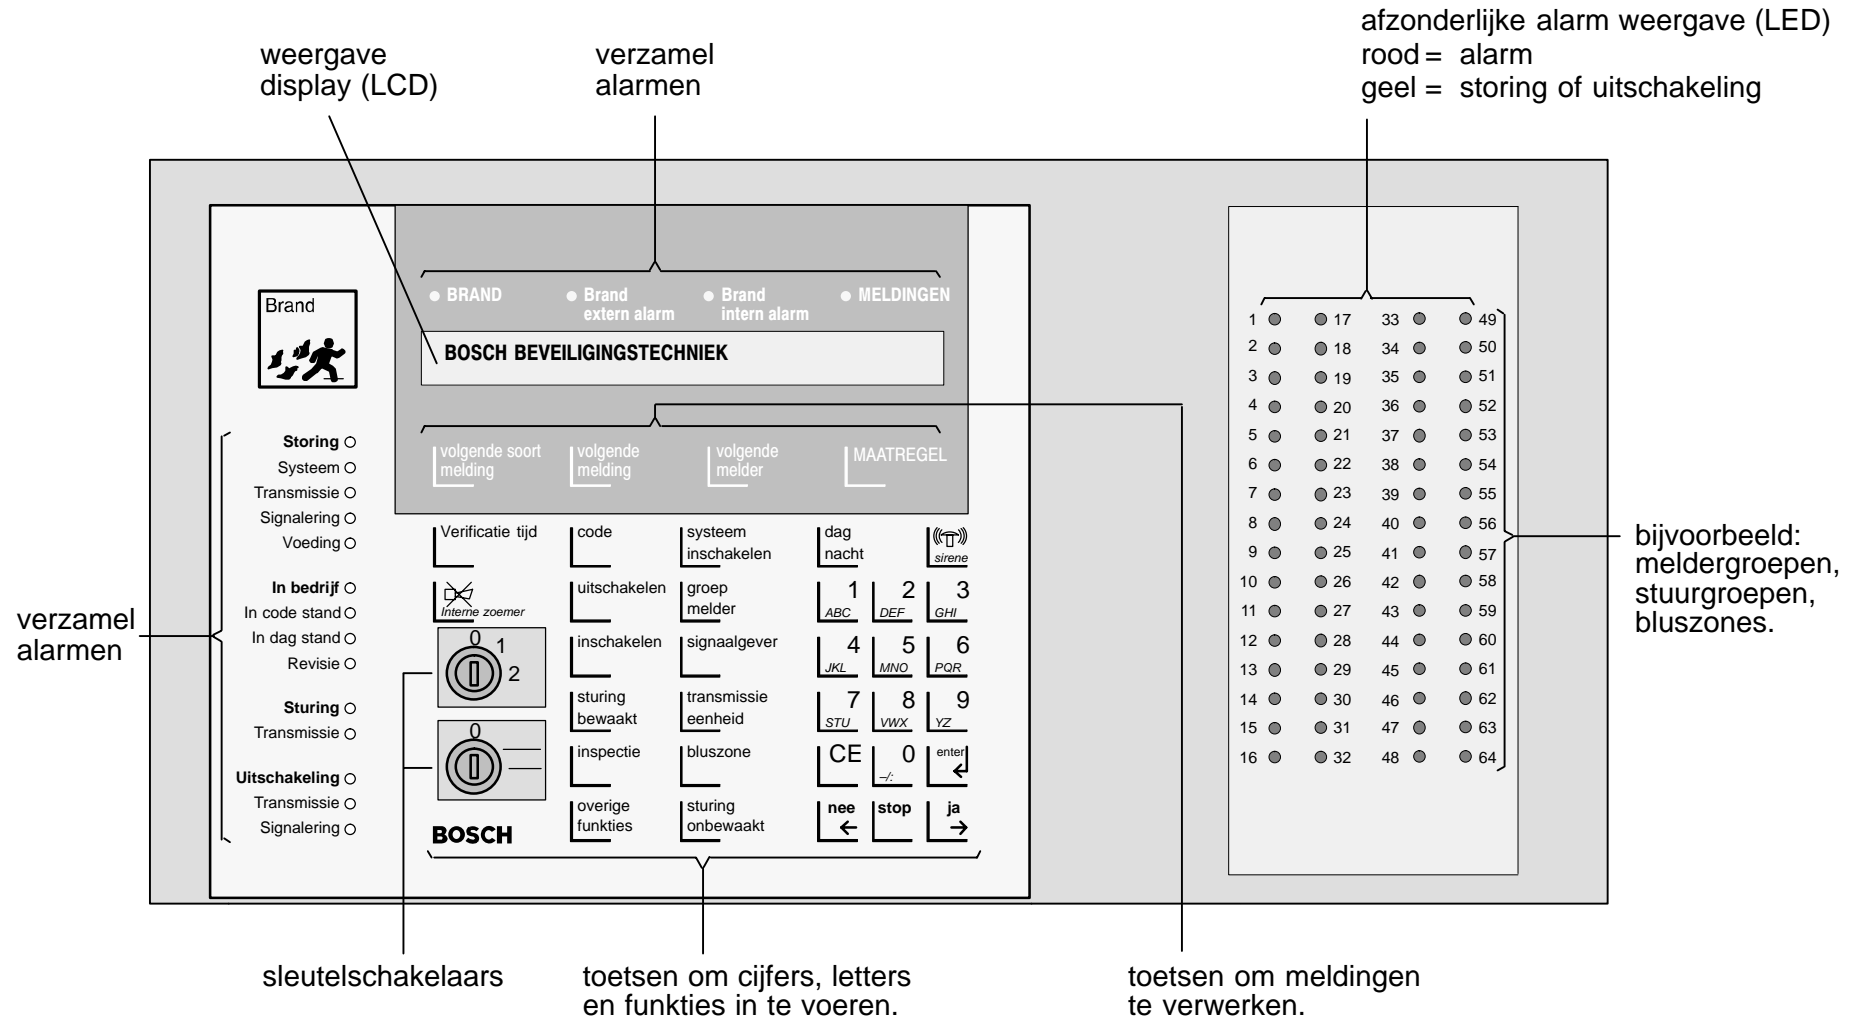 afzonderlijke alarm weergave (LED)
rood = alarm
geel = storing of uitschakeling
weergave
display (LCD)
verzamel
alarmen
Brand
BRAND
Brand
extern alarm
Brand
intern alarm
MELDINGEN
BOSCH BEVEILIGINGSTECHNIEK
volgende soort
melding
volgende
melding
volgende
melder
MAATREGEL
Storing
Systeem
Transmissie
Signalering
Voeding
In bedrijf
In code stand
In dag stand
Revisie
Sturing
Transmissie
Uitschakeling
Transmissie
Signalering
verzamel
alarmen
Verificatie tijd
code
systeem
inschakelen
dag
nacht
sirene
Interne zoemer
uitschakelen
groep
melder
1 2 3
ABC DEF GHI
0 1
2
inschakelen
signaalgever
4 5 6
JKL MNO PQR
sturing
bewaakt
transmissie
eenheid
7 8 9
STU VWX YZ
0
inspectie
bluszone
CE 0 enter
–/:
overige
funkties
sturing
onbewaakt
nee stop ja
BOSCH
1 17 33 49
2 18 34 50
3 19 35 51
4 20 36 52
5 21 37 53
6 22 38 54
7 23 39 55
8 24 40 56
9 25 41 57
10 26 42 58
11 27 43 59
12 28 44 60
13 29 45 61
14 30 46 62
15 31 47 63
16 32 48 64
bijvoorbeeld:
meldergroepen,
stuurgroepen,
bluszones.
sleutelschakelaars
toetsen om cijfers, letters
en funkties in te voeren.
toetsen om meldingen
te verwerken.